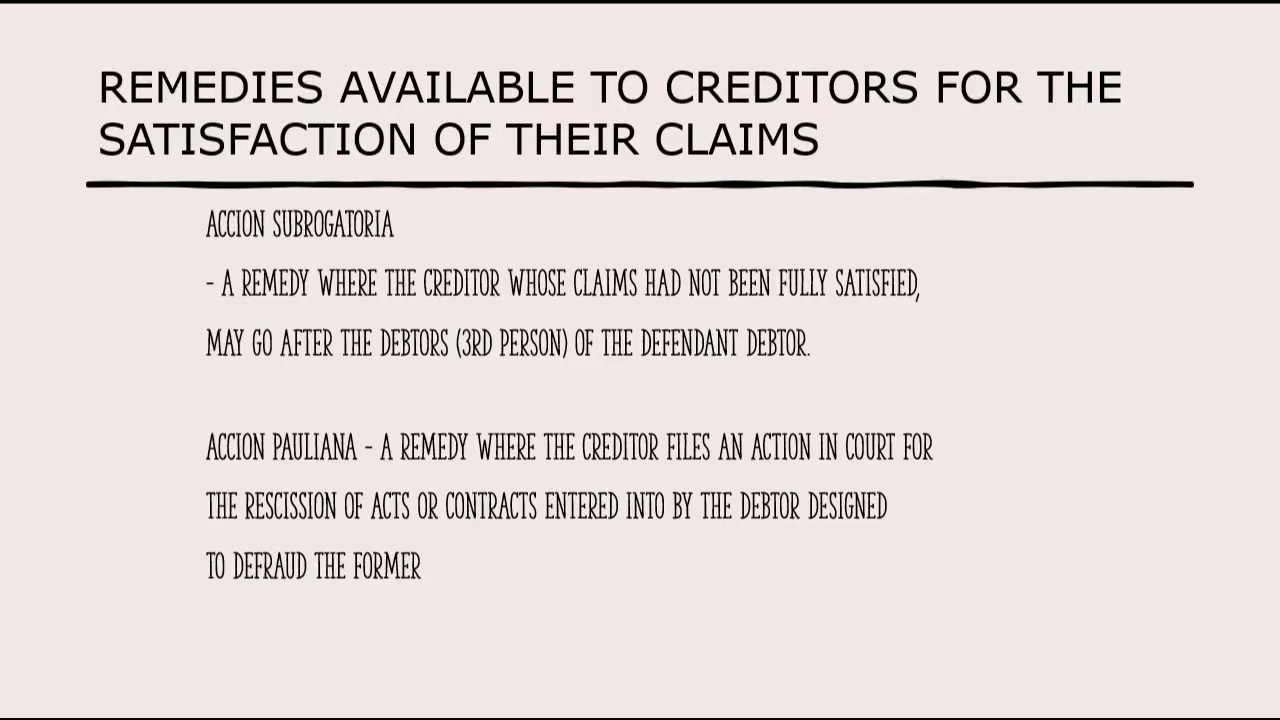 REMEDIES AVAILABLE TO CREDITORS FOR THE
SATISFACTION OF THEIR CLAIMS
ACCION SUBROGATORIA
- A REMEDY WHERE THE CREDITOR WHOSE CLAIMS HAD NOT BEEN FULLY SATISFIED,
MAY GO AFTER THE DEBTORS (3RD PERSON) OF THE DEFENDANT DEBTOR.
ACCION PAULIANA - A REMEDY WHERE THE CREDITOR FILES AN ACTION IN COURT FOR
THE RESCISSION OF ACTS OR CONTRACTS ENTERED INTO BY THE DEBTOR DESIGNED
TO DEFRAUD THE FORMER